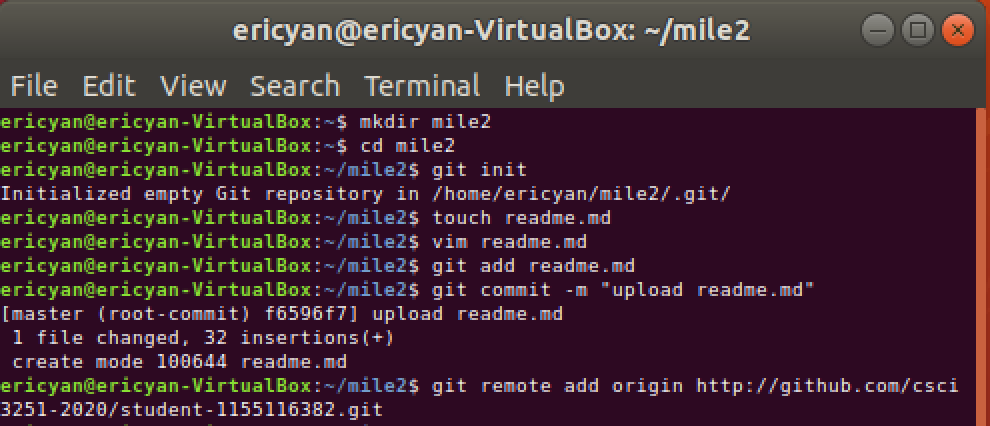 ericyan@ericyan-VirtualBox: ~/mile2
File Edit View Search Terminal Help
ericyan@ericyan-VirtualBox:~$ mkdir mile2
ericyan@ericyan-VirtualBox:~$ cd mile2
ericyan@ericyan-VirtualBox:~/mile2$ git init
Initialized empty Git repository in /home/ericyan/mile2/.git/
ericyan@ericyan-VirtualBox:~/mile2$ touch readme.md
ericyan@ericyan-VirtualBox:~/mile2$ vim readme.md
ericyan@ericyan-VirtualBox:~/mile2$ git add readme.md
ericyan@ericyan-VirtualBox:~/mile2$ git commit -m "upload readme.md"
[master (root-commit) f6596f7] upload readme.md
 1 file changed, 32 insertions(+)
 create mode 100644 readme.md
ericyan@ericyan-VirtualBox:~/mile2$ git remote add origin http://github.com/csci
3251-2020/student-1155116382.git